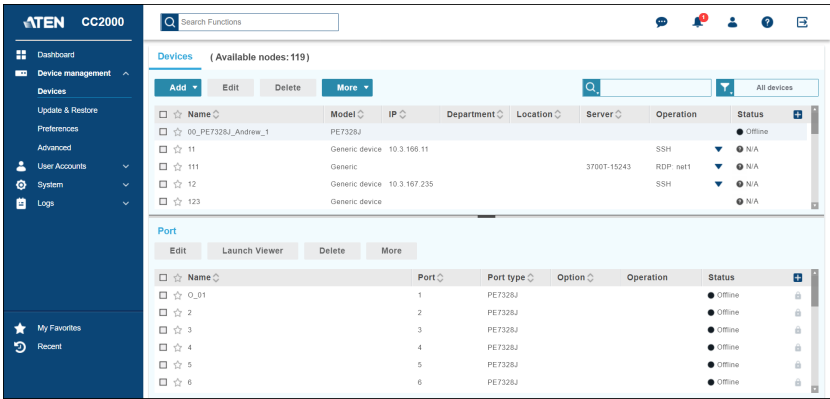 ATEN CC2000
Search Functions
1
Dashboard
Device management
Devices
Update & Restore
Preferences
Advanced
User Accounts
System
Logs
My Favorites
Recent
Devices (Available nodes: 119)
Add Edit Delete More All devices
Name Model IP Department Location Server Operation Status
00_PE7328J_Andrew_1 PE7328J Offline
11 Generic device 10.3.166.11 SSH N/A
111 Generic 3700T-15243 RDP: net1 N/A
12 Generic device 10.3.167.235 SSH N/A
123 Generic device N/A
Port
Edit Launch Viewer Delete More
Name Port Port type Option Operation Status
O_01 1 PE7328J Offline
2 2 PE7328J Offline
3 3 PE7328J Offline
4 4 PE7328J Offline
5 5 PE7328J Offline
6 6 PE7328J Offline